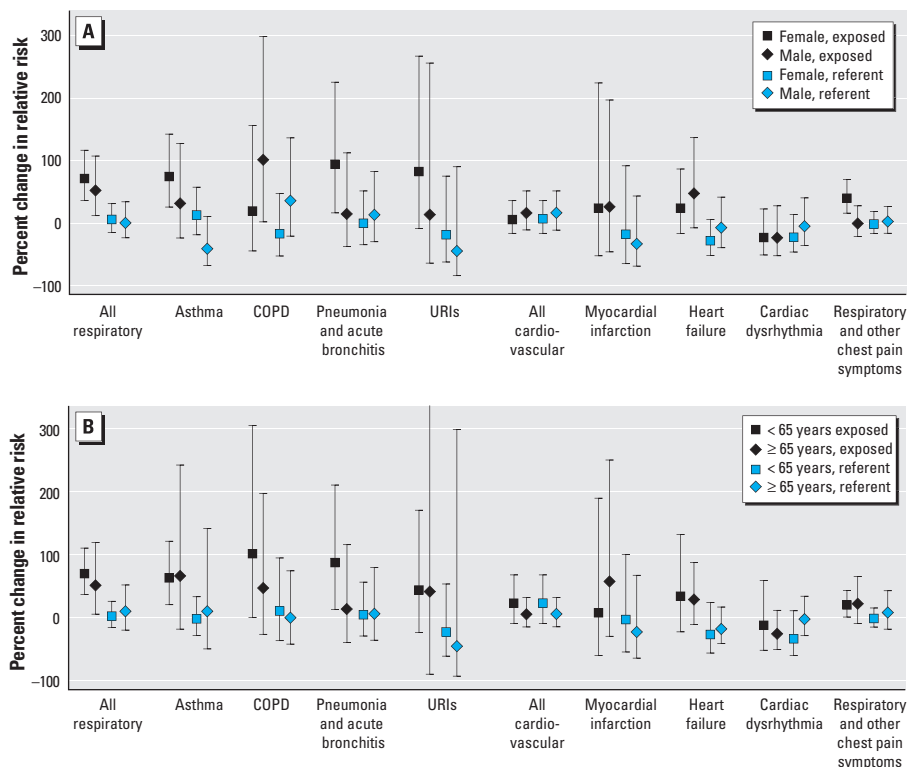 A
Percent change in relative risk
300
200
100
0
−100
Female, exposed
Male, exposed
Female, referent
Male, referent
All
respiratory
Asthma
COPD
Pneumonia
and acute
bronchitis
URIs
All
cardio-
vascular
Myocardial
infarction
Heart
failure
Cardiac
dysrhythmia
Respiratory
and other
chest pain
symptoms
B
Percent change in relative risk
300
200
100
0
−100
< 65 years exposed
≥ 65 years, exposed
< 65 years, referent
≥ 65 years, referent
All
respiratory
Asthma
COPD
Pneumonia
and acute
bronchitis
URIs
All
cardio-
vascular
Myocardial
infarction
Heart
failure
Cardiac
dysrhythmia
Respiratory
and other
chest pain
symptoms